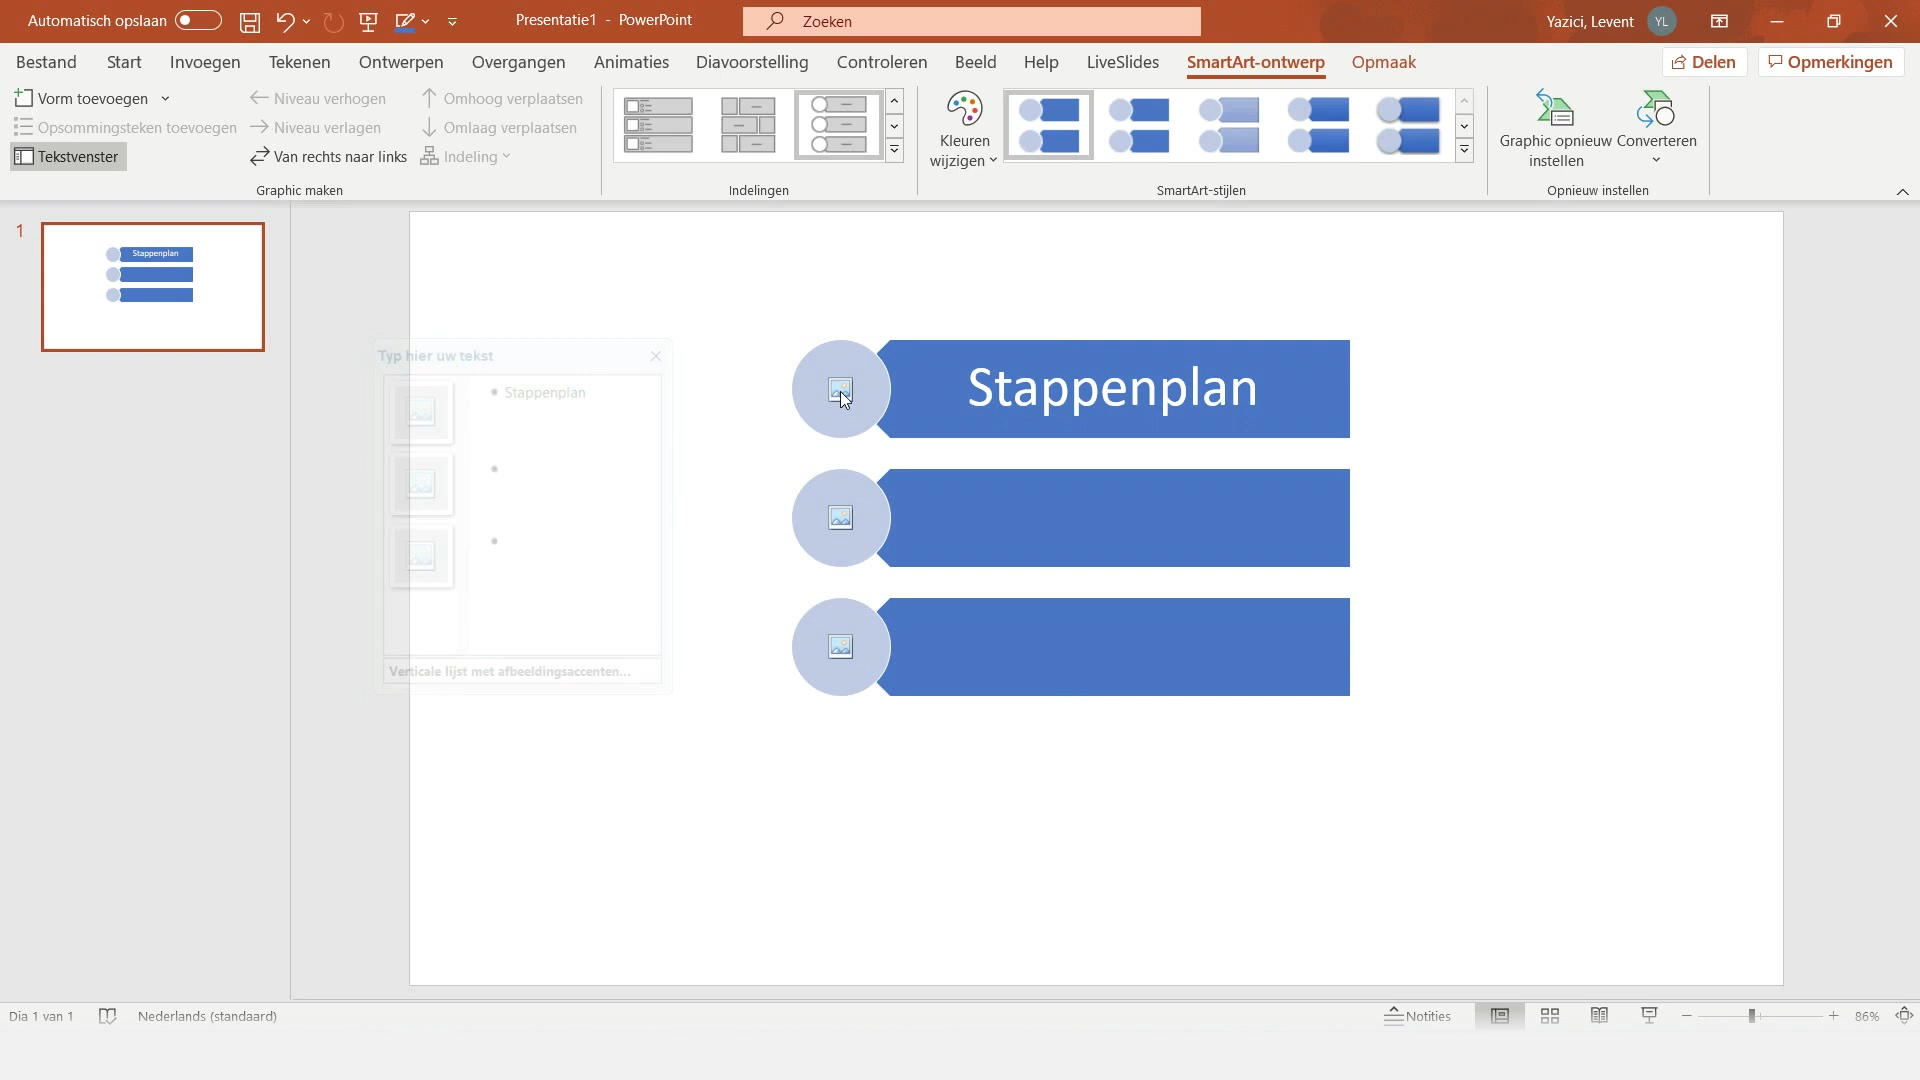 Automatisch opslaan
Presentatie1 - PowerPoint
Zoeken
Yazici, Levent
YL
Bestand Start Invoegen Tekenen Ontwerpen Overgangen Animaties Diavoorstelling Controleren Beeld Help LiveSlides SmartArt-ontwerp Opmaak
Delen
Opmerkingen
Vorm toevoegen
Niveau verhogen
Omhoog verplaatsen
Opsommingsteken toevoegen
Niveau verlagen
Omlaag verplaatsen
Tekstvenster
Van rechts naar links
Indeling
Graphic maken
Indelingen
Kleuren
wijzigen
SmartArt-stijlen
Graphic opnieuw
instellen
Converteren
Opnieuw instellen
1
Stappenplan
Typ hier uw tekst
Stappenplan
Verticale lijst met afbeeldingsaccenten...
Stappenplan
Dia 1 van 1
Nederlands (standaard)
Notities
86%